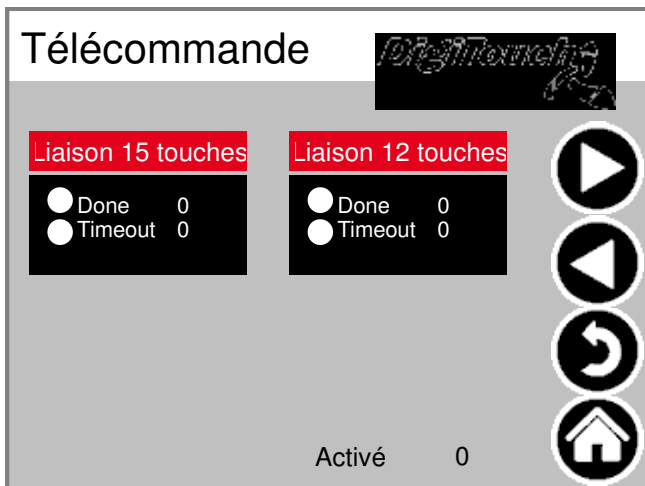 Télécommande
DigiTouch
Liaison 15 touches
Done 0
Timeout 0
Liaison 12 touches
Done 0
Timeout 0
Activé 0